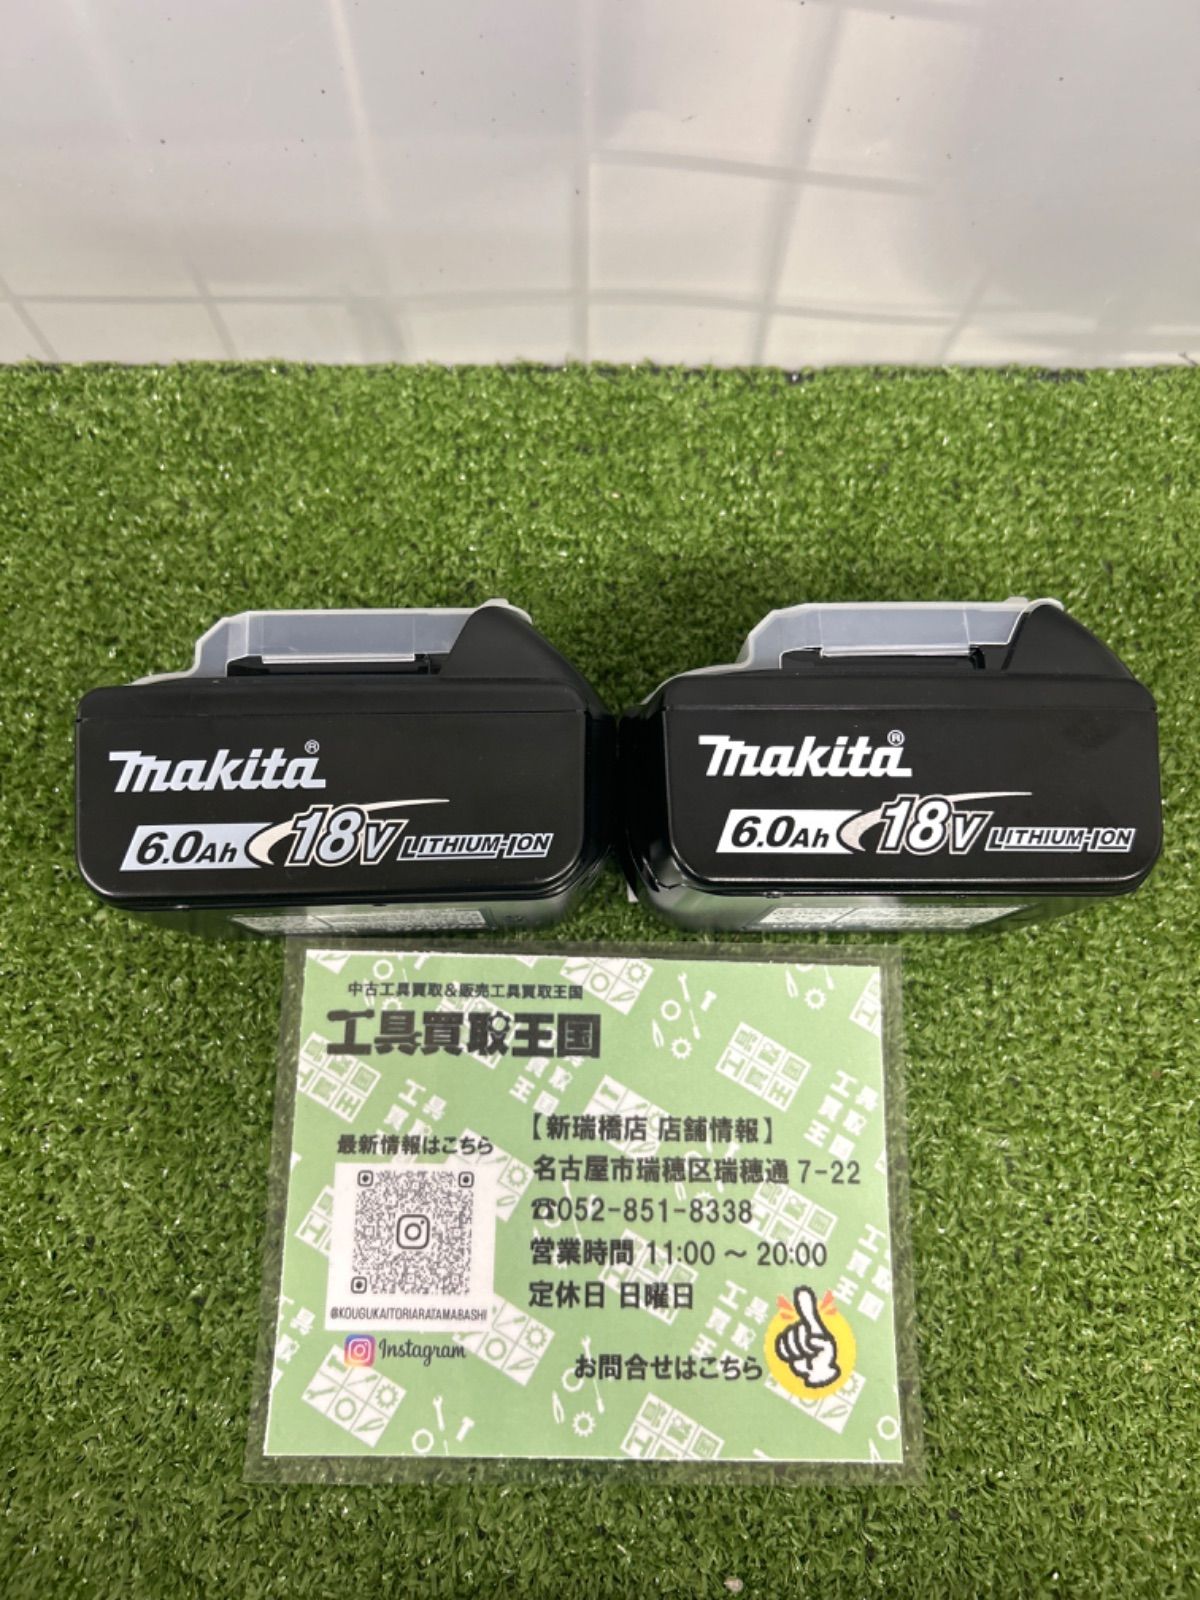 makita®
6.0Ah 18V LITHIUM-ION
makita®
6.0Ah 18V LITHIUM-ION
中古工具買取&販売工具買取王国
工具買取王国
最新情報はこちら
@KOUGUKAITORIARATAMABASHI
Instagram
【新瑞橋店 店舗情報】
名古屋市瑞穂区瑞穂通 7-22
☎052-851-8338
営業時間 11:00 ～ 20:00
定休日 日曜日
お問合せはこちら